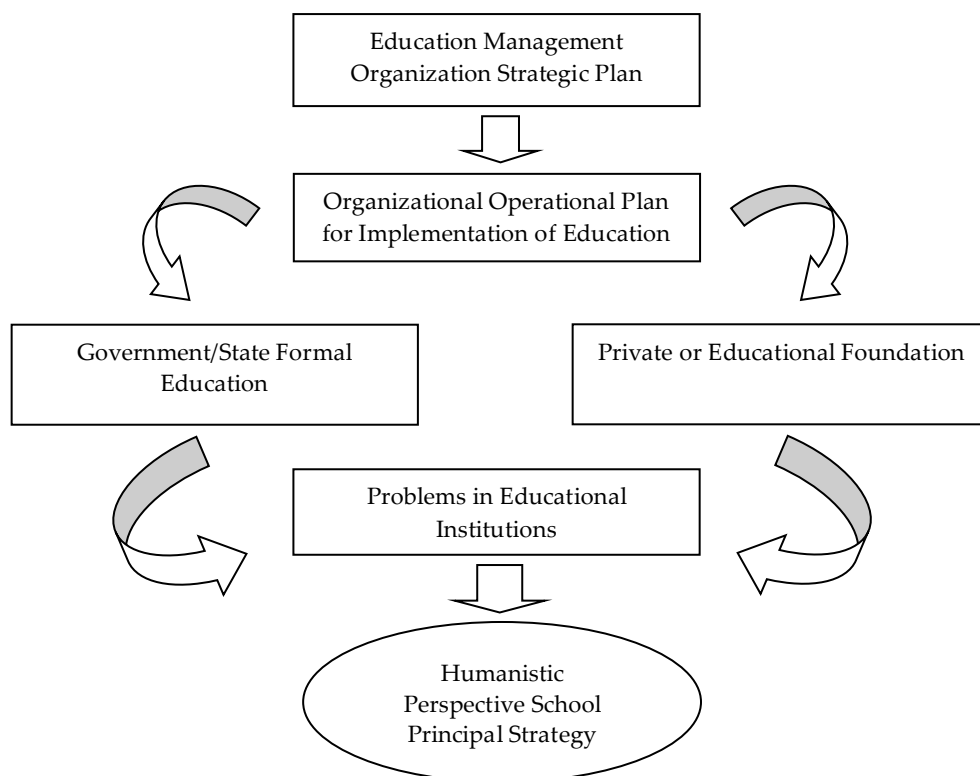 Education Management
Organization Strategic Plan
Organizational Operational Plan
for Implementation of Education
Government/State Formal
Education
Private or Educational Foundation
Problems in Educational
Institutions
Humanistic
Perspective School
Principal Strategy